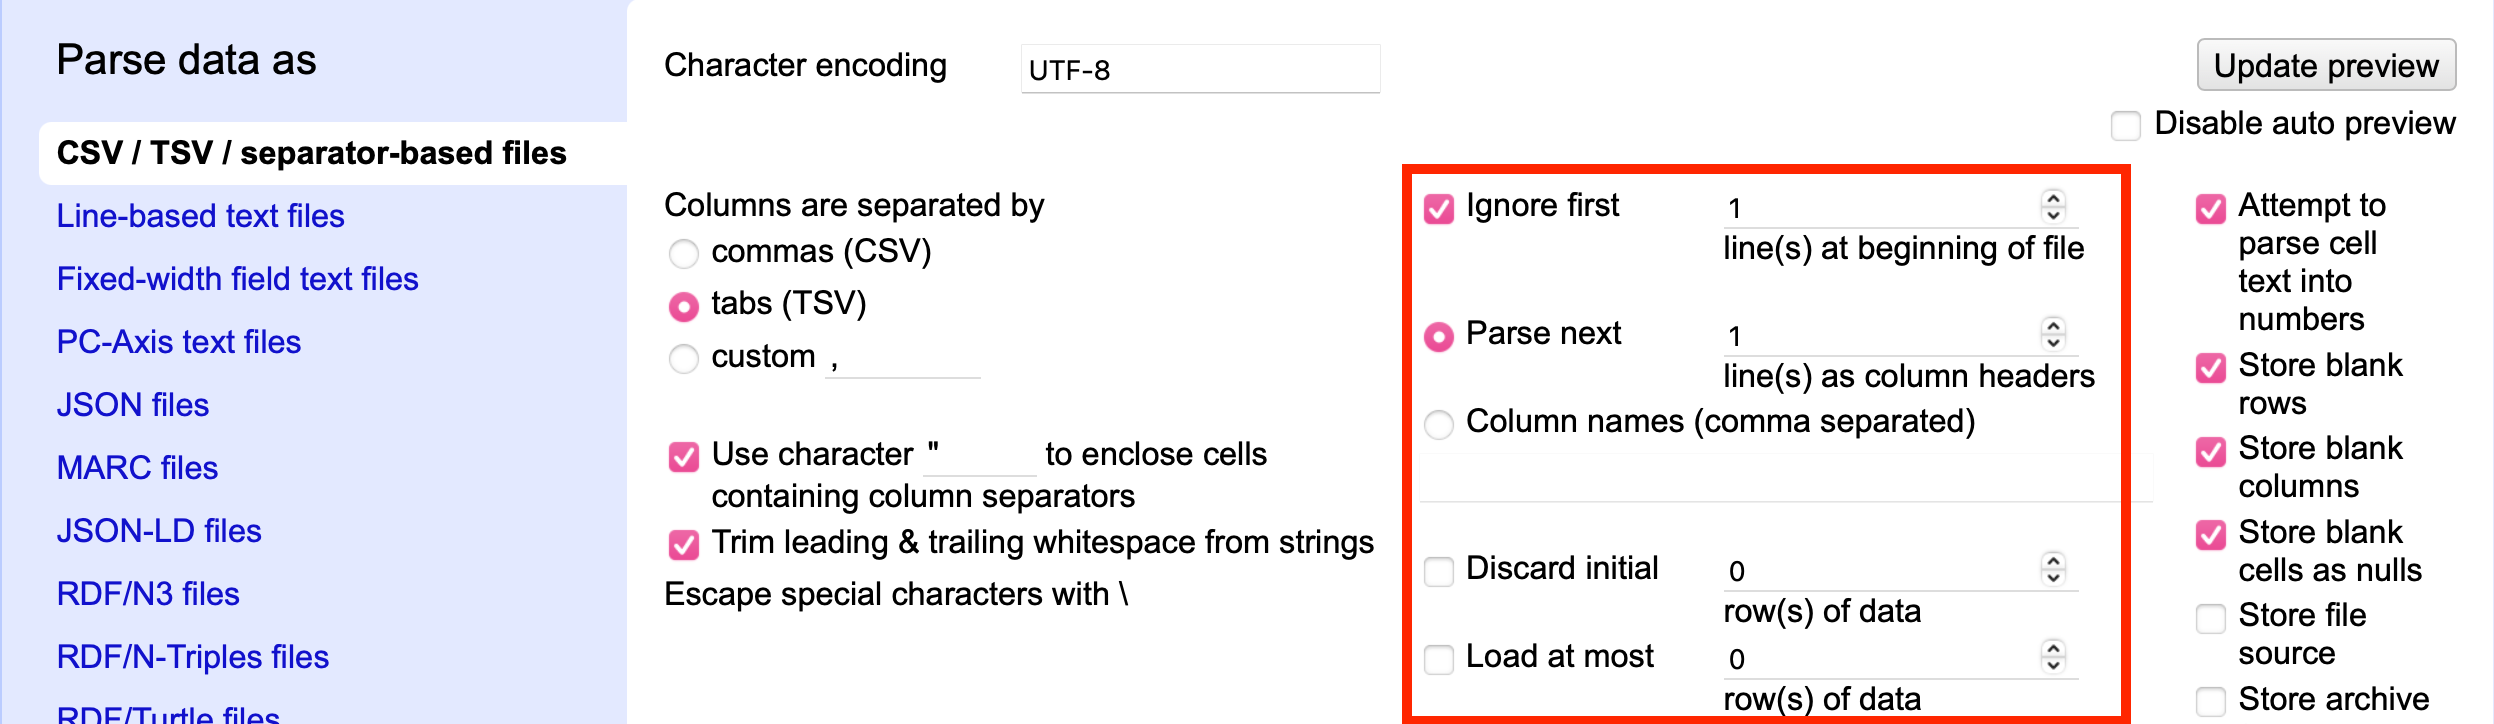 Parse data as
CSV / TSV / separator-based files
Line-based text files
Fixed-width field text files
PC-Axis text files
JSON files
MARC files
JSON-LD files
RDF/N3 files
RDF/N-Triples files
RDF/Turtle files
Character encoding UTF-8
Update preview
Disable auto preview
Columns are separated by
commas (CSV)
tabs (TSV)
custom ,
Use character " to enclose cells
containing column separators
Trim leading & trailing whitespace from strings
Escape special characters with \
Ignore first 1
line(s) at beginning of file
Parse next 1
line(s) as column headers
Column names (comma separated)
Discard initial 0
row(s) of data
Load at most 0
row(s) of data
Attempt to
parse cell
text into
numbers
Store blank
rows
Store blank
columns
Store blank
cells as nulls
Store file
source
Store archive